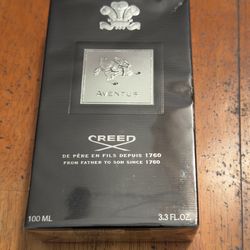 AVENTUS
CREED
DE PÈRE EN FILS DEPUIS 1760
FROM FATHER TO SON SINCE 1760
100 ML 3.3 FL.OZ.